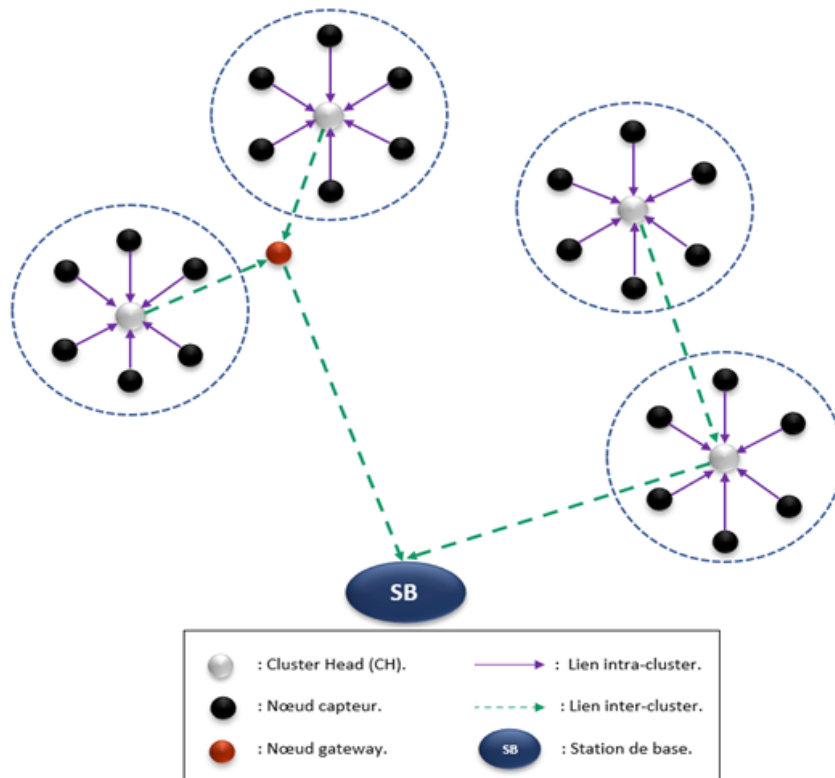 SB
: Cluster Head (CH).
: Lien intra-cluster.
: Nœud capteur.
: Lien inter-cluster.
: Nœud gateway.
SB
: Station de base.